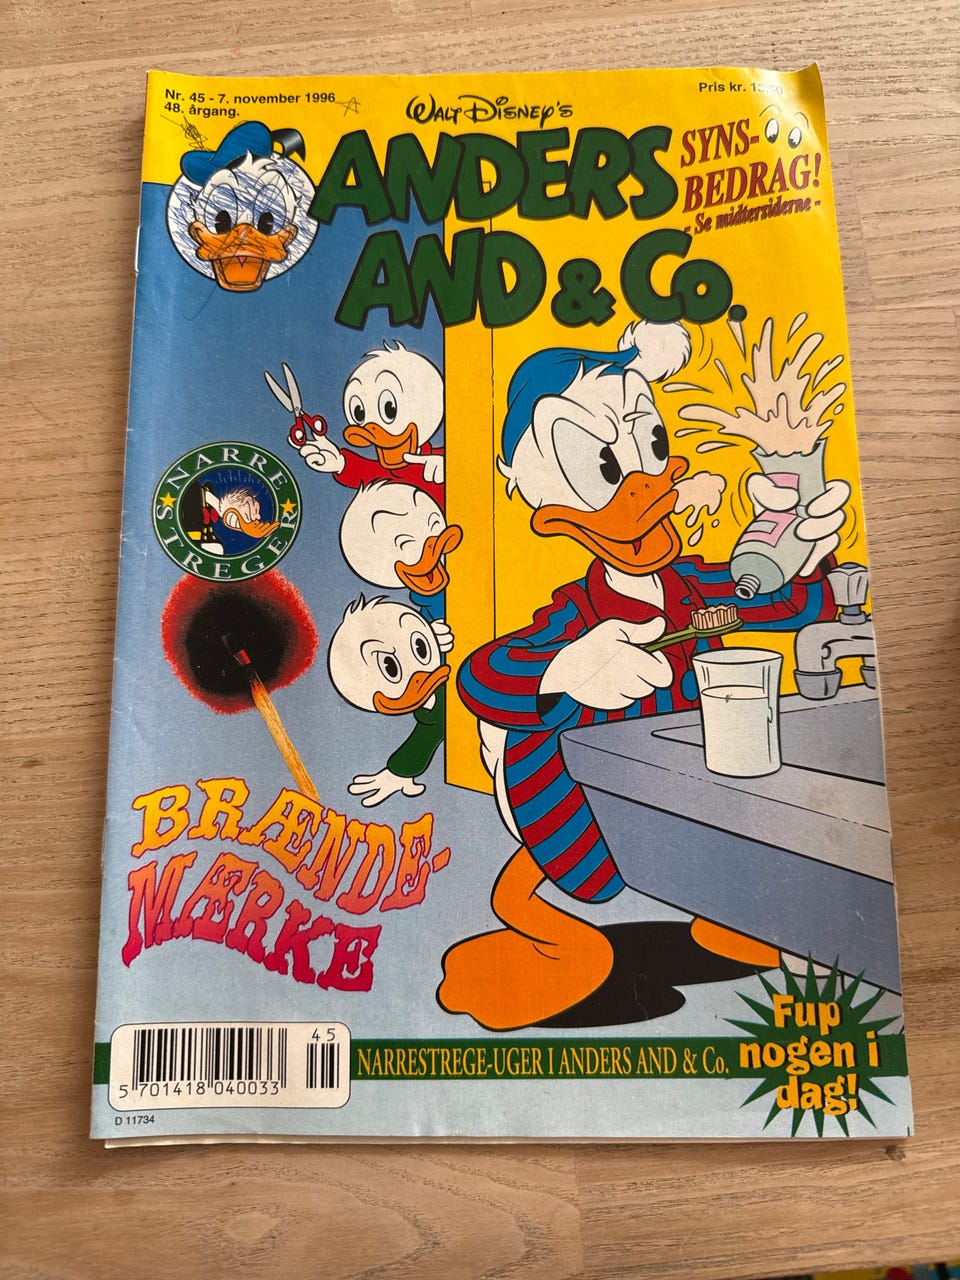 Nr. 45 - 7. november 1996
48. årgang.
Pris kr.
WALT DISNEY'S
ANDERS
AND & Co.
SYNS-
BEDRAG!
- Se midtersiderne -
NARRE
STREGER
BRÆNDE-
MÆRKE
45
5 701418 040033
D 11734
NARRESTREGE-UGER I ANDERS AND & Co.
Fup
nogen i
dag!